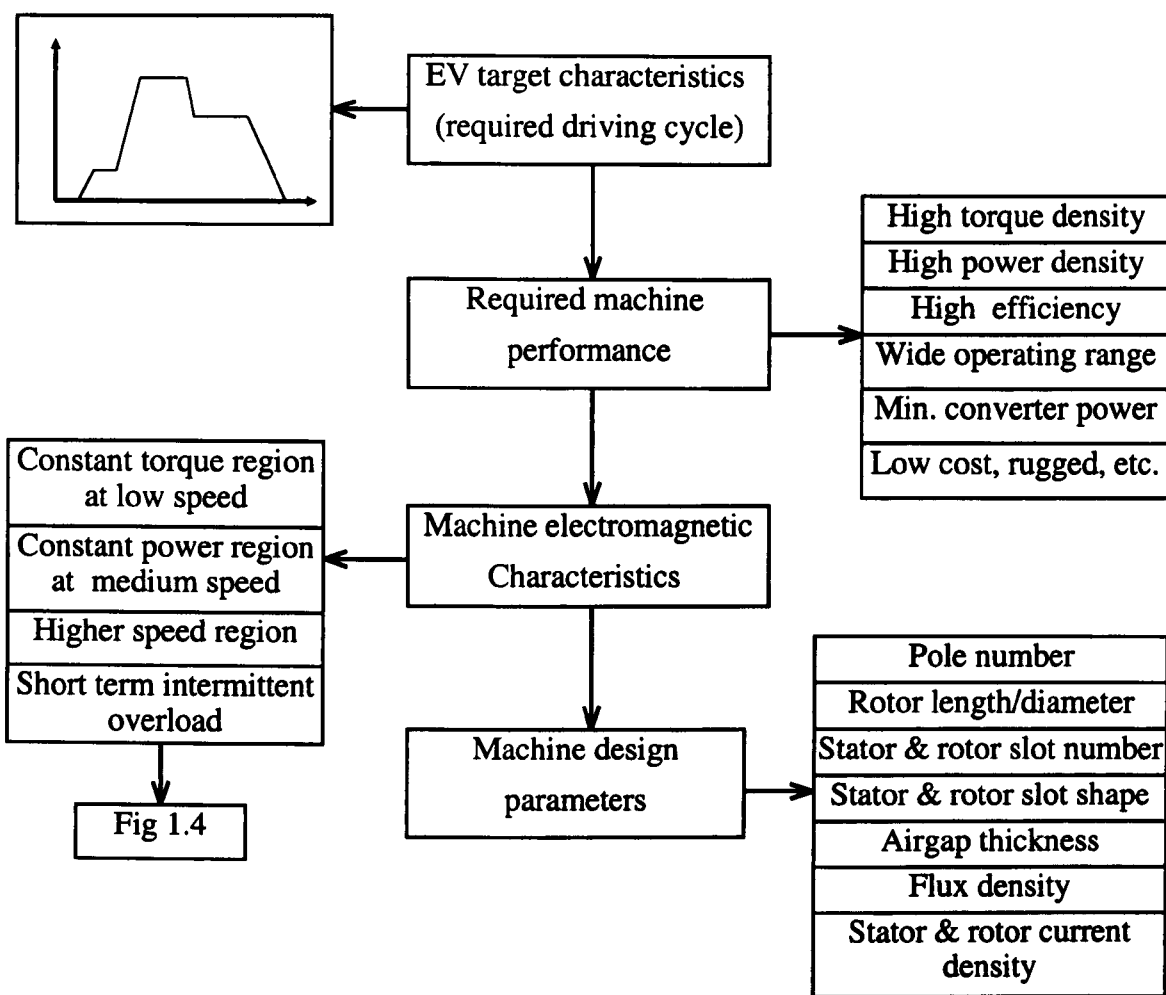 EV target characteristics
(required driving cycle)
Required machine
performance
High torque density
High power density
High efficiency
Wide operating range
Min. converter power
Low cost, rugged, etc.
Machine electromagnetic
Characteristics
Constant torque region
at low speed
Constant power region
at medium speed
Higher speed region
Short term intermittent
overload
Fig 1.4
Machine design
parameters
Pole number
Rotor length/diameter
Stator & rotor slot number
Stator & rotor slot shape
Airgap thickness
Flux density
Stator & rotor current
density